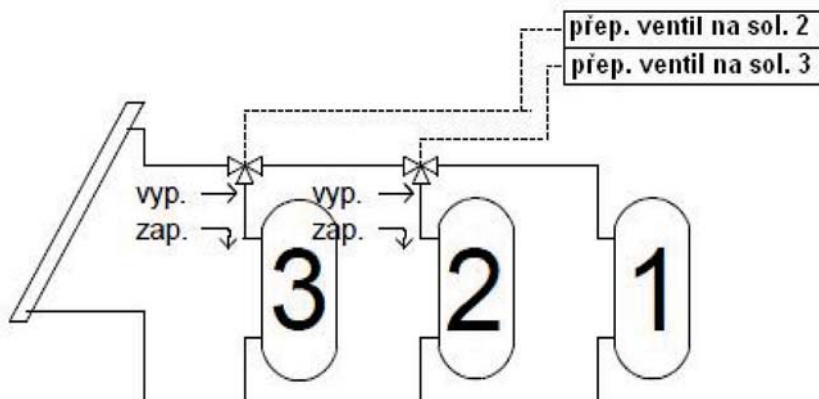 přep. ventil na sol. 2
přep. ventil na sol. 3
vyp. vyp.
zap. zap.
3 2 1